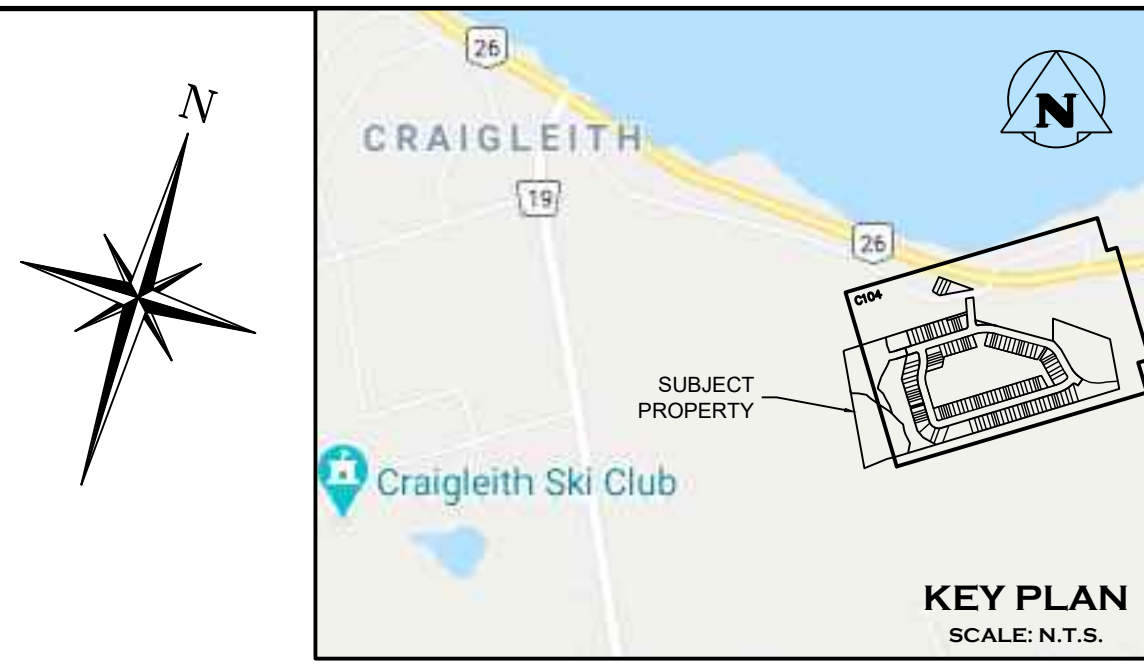 N
26
N
CRAIGLEITH
19
26
C104
SUBJECT
PROPERTY
Craigleith Ski Club
KEY PLAN
SCALE: N.T.S.